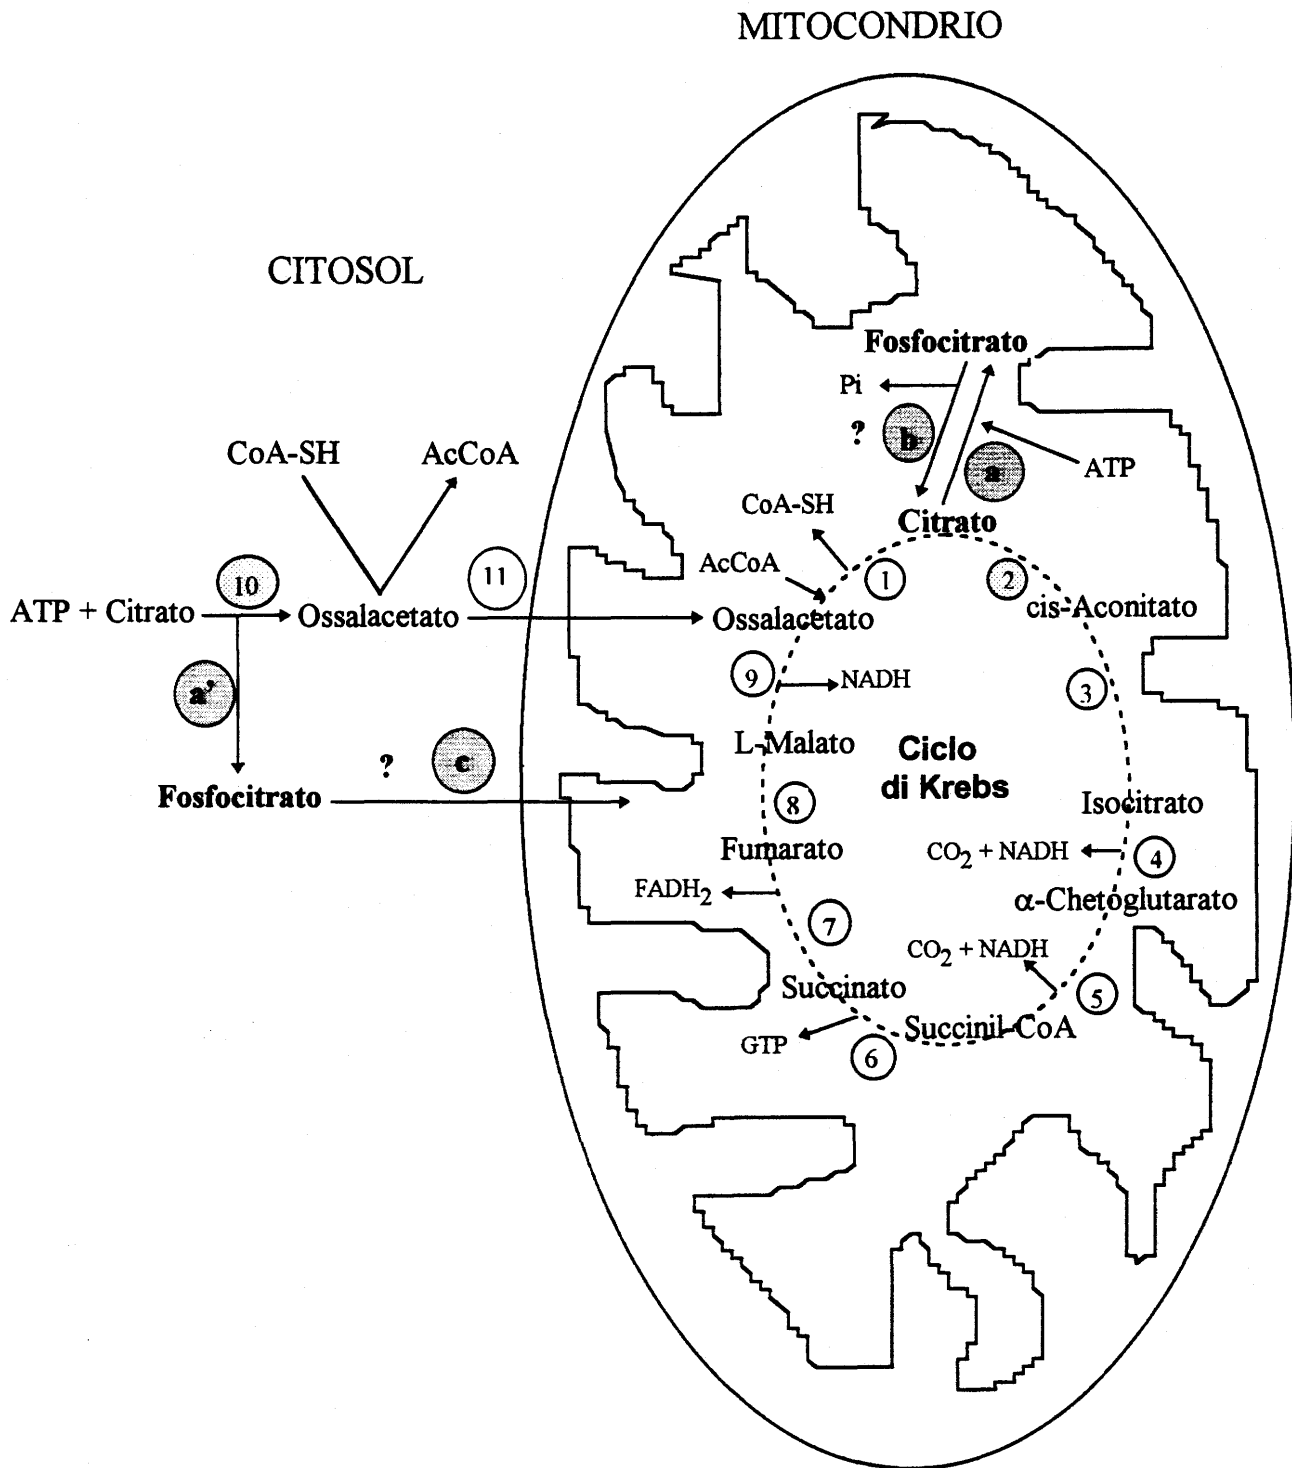 MITOCONDRIO
CITOSOL
Fosfocitrato
Pi
? b
a
ATP
CoA-SH
AcCoA
CoA-SH
Citrato
AcCoA
1
2
10
11
ATP + Citrato
Ossalacetato
Ossalacetato
cis-Aconitato
a'
9
NADH
3
L-Malato
Ciclo
di Krebs
? c
Fosfocitrato
8
Isocitrato
Fumarato
CO2 + NADH
4
FADH2
α-Chetoglutarato
7
CO2 + NADH
Succinato
5
GTP
Succinil-CoA
6